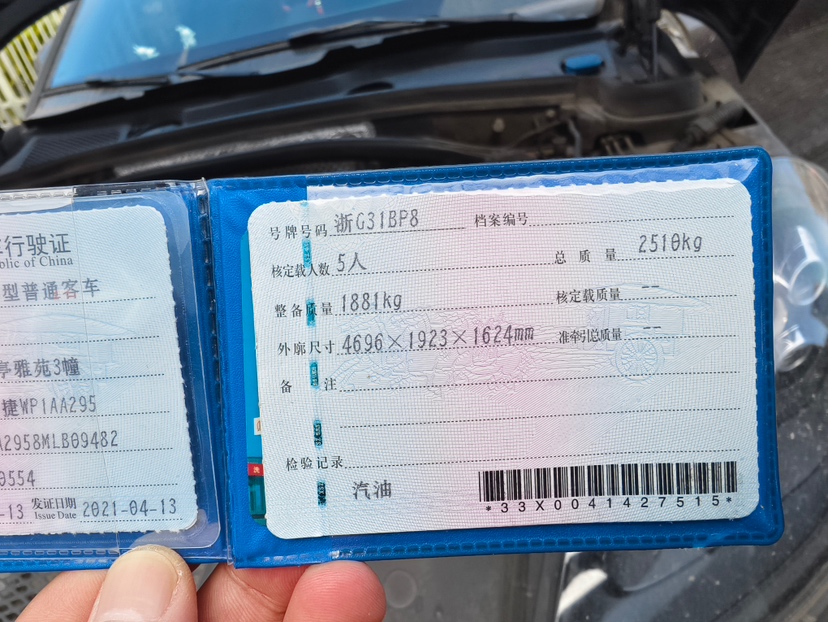 行驶证
olic of China
型普通客车
亭雅苑3幢
捷WP1AA295
A2958MLB09482
0554
-13 发证日期 2021-04-13
Issue Date
号牌号码 浙G31BP8 档案编号
核定载人数 5人 总质量 2510kg
整备质量 1881kg 核定载质量 --
外廓尺寸 4696×1923×1624mm 准牵引总质量 --
备注
检验记录
汽油
*33X0041427515*